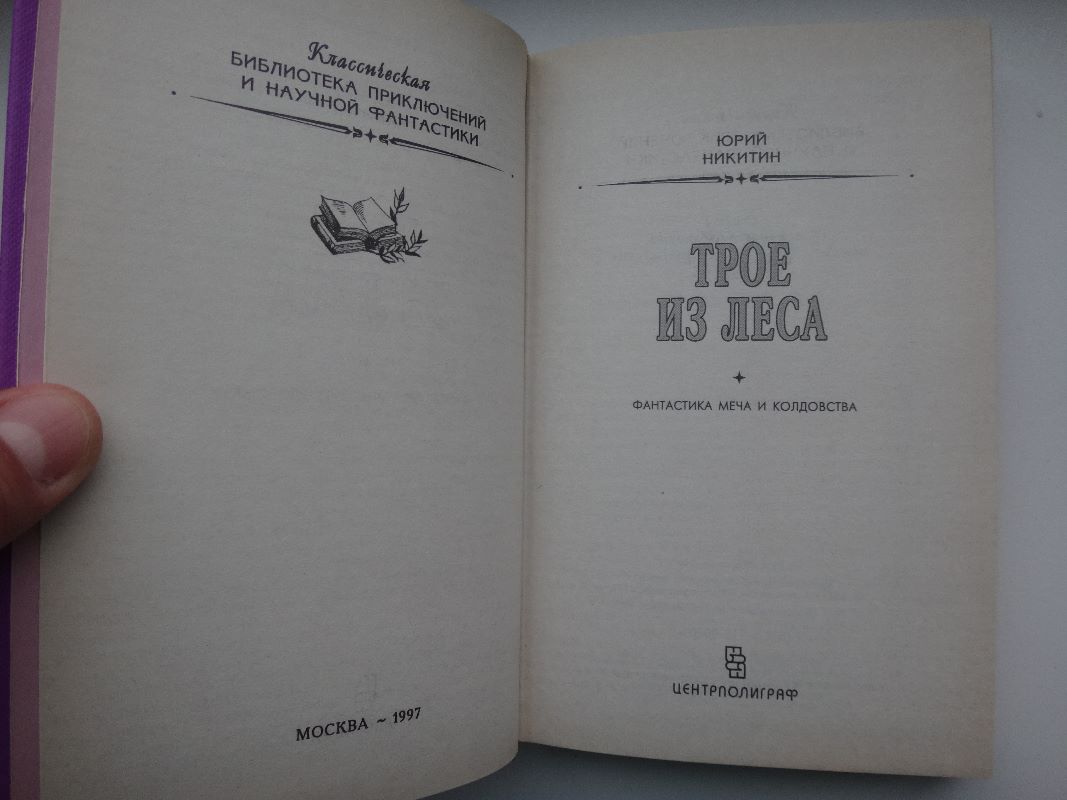 Классическая
БИБЛИОТЕКА ПРИКЛЮЧЕНИЙ
И НАУЧНОЙ ФАНТАСТИКИ
МОСКВА ~ 1997
ЮРИЙ
НИКИТИН
ТРОЕ
ИЗ ЛЕСА
ФАНТАСТИКА МЕЧА И КОЛДОВСТВА
ЦЕНТРПОЛИГРАФ